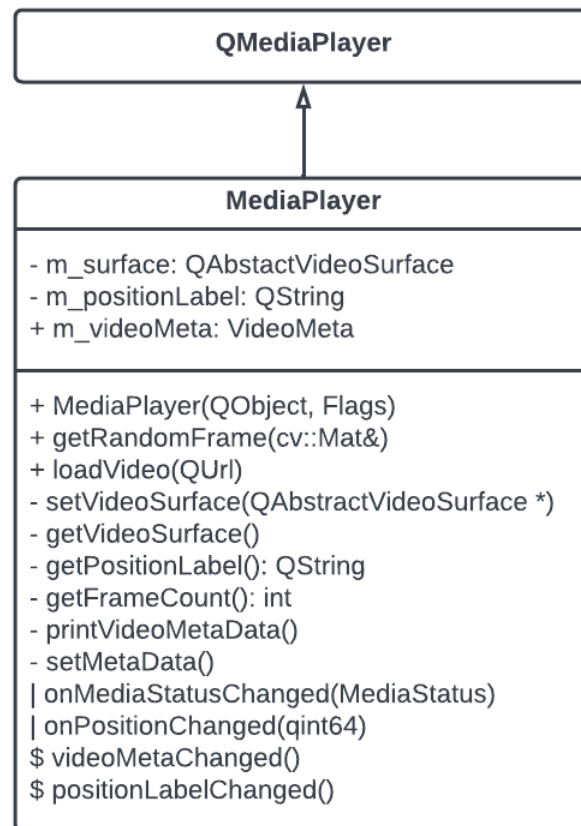 QMediaPlayer
MediaPlayer
- m_surface: QAbstactVideoSurface
- m_positionLabel: QString
+ m_videoMeta: VideoMeta
+ MediaPlayer(QObject, Flags)
+ getRandomFrame(cv::Mat&)
+ loadVideo(QUrl)
- setVideoSurface(QAbstractVideoSurface *)
- getVideoSurface()
- getPositionLabel(): QString
- getFrameCount(): int
- printVideoMetaData()
- setMetaData()
| onMediaStatusChanged(MediaStatus)
| onPositionChanged(qint64)
$ videoMetaChanged()
$ positionLabelChanged()